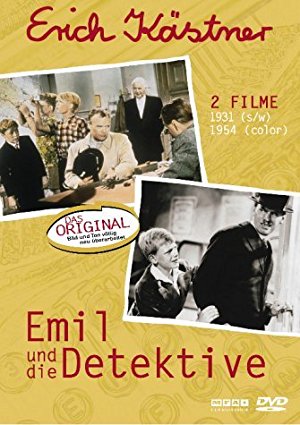 Erich Kästner
2 FILME
1931 (s/w)
1954 (color)
DAS
ORIGINAL
Bild und Ton völlig
neu überarbeitet
Emil
und
die Detektive
DVD
VIDEO